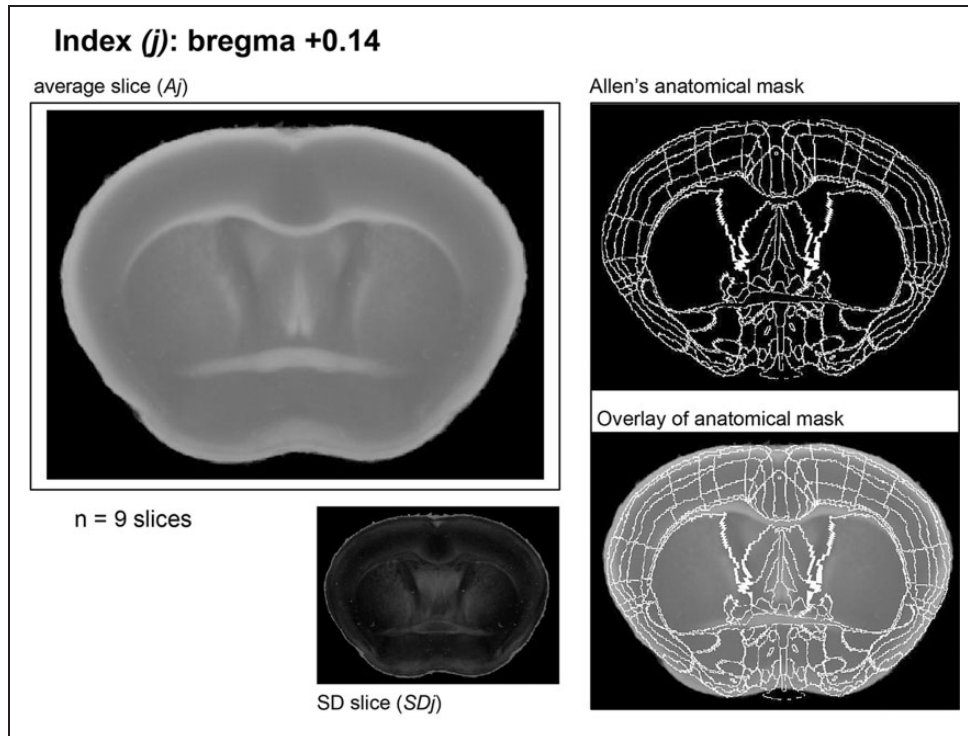 Index (j): bregma +0.14
average slice (Aj)
Allen's anatomical mask
Overlay of anatomical mask
n = 9 slices
SD slice (SDj)